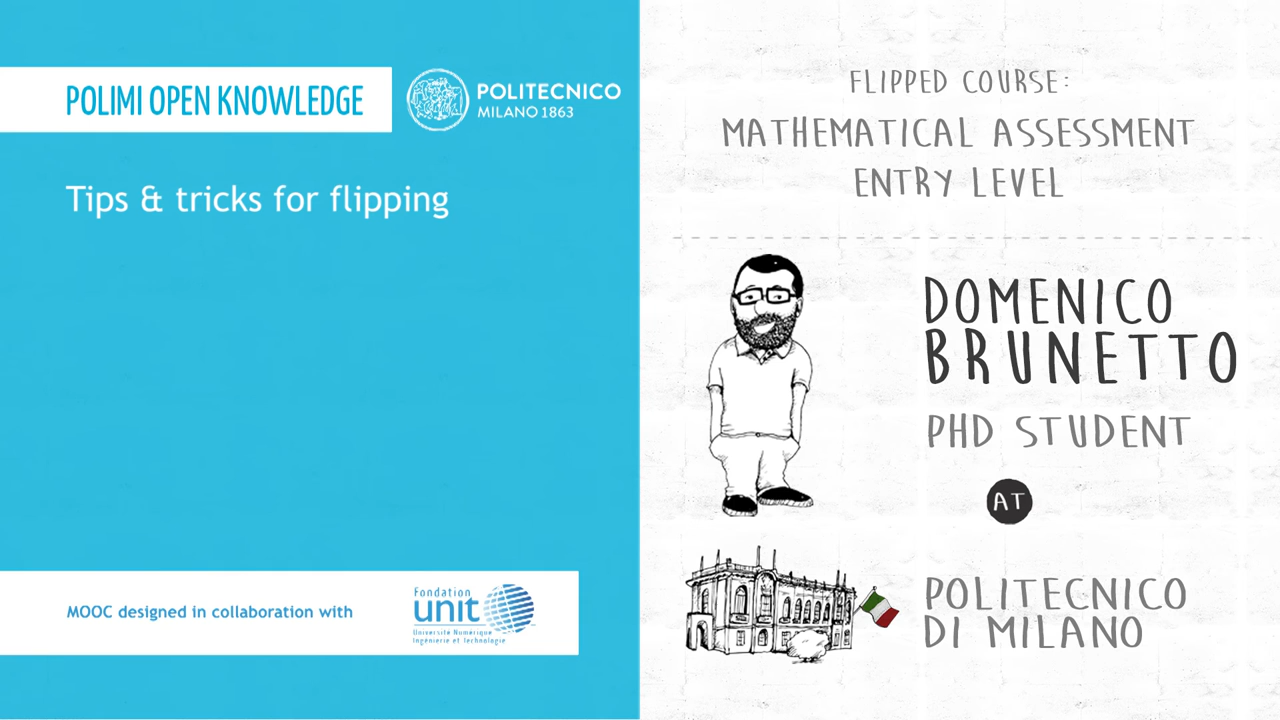 POLIMI OPEN KNOWLEDGE
POLITECNICO
MILANO 1863
Tips & tricks for flipping
MOOC designed in collaboration with
Fondation
unit
Université Numérique
Ingénierie et Technologie
FLIPPED COURSE:
MATHEMATICAL ASSESSMENT
ENTRY LEVEL
DOMENICO
BRUNETTO
PHD STUDENT
AT
POLITECNICO
DI MILANO